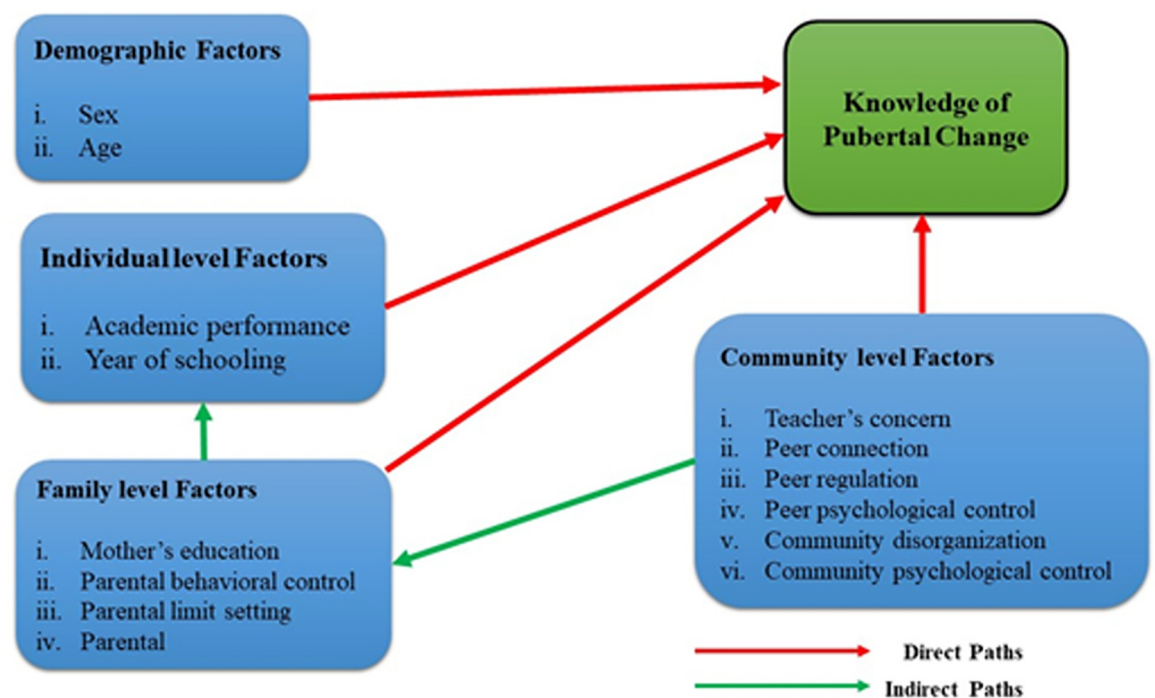 Demographic Factors
i. Sex
ii. Age
Knowledge of
Pubertal Change
Individual level Factors
i. Academic performance
ii. Year of schooling
Family level Factors
i. Mother's education
ii. Parental behavioral control
iii. Parental limit setting
iv. Parental
Community level Factors
i. Teacher's concern
ii. Peer connection
iii. Peer regulation
iv. Peer psychological control
v. Community disorganization
vi. Community psychological control
Direct Paths
Indirect Paths